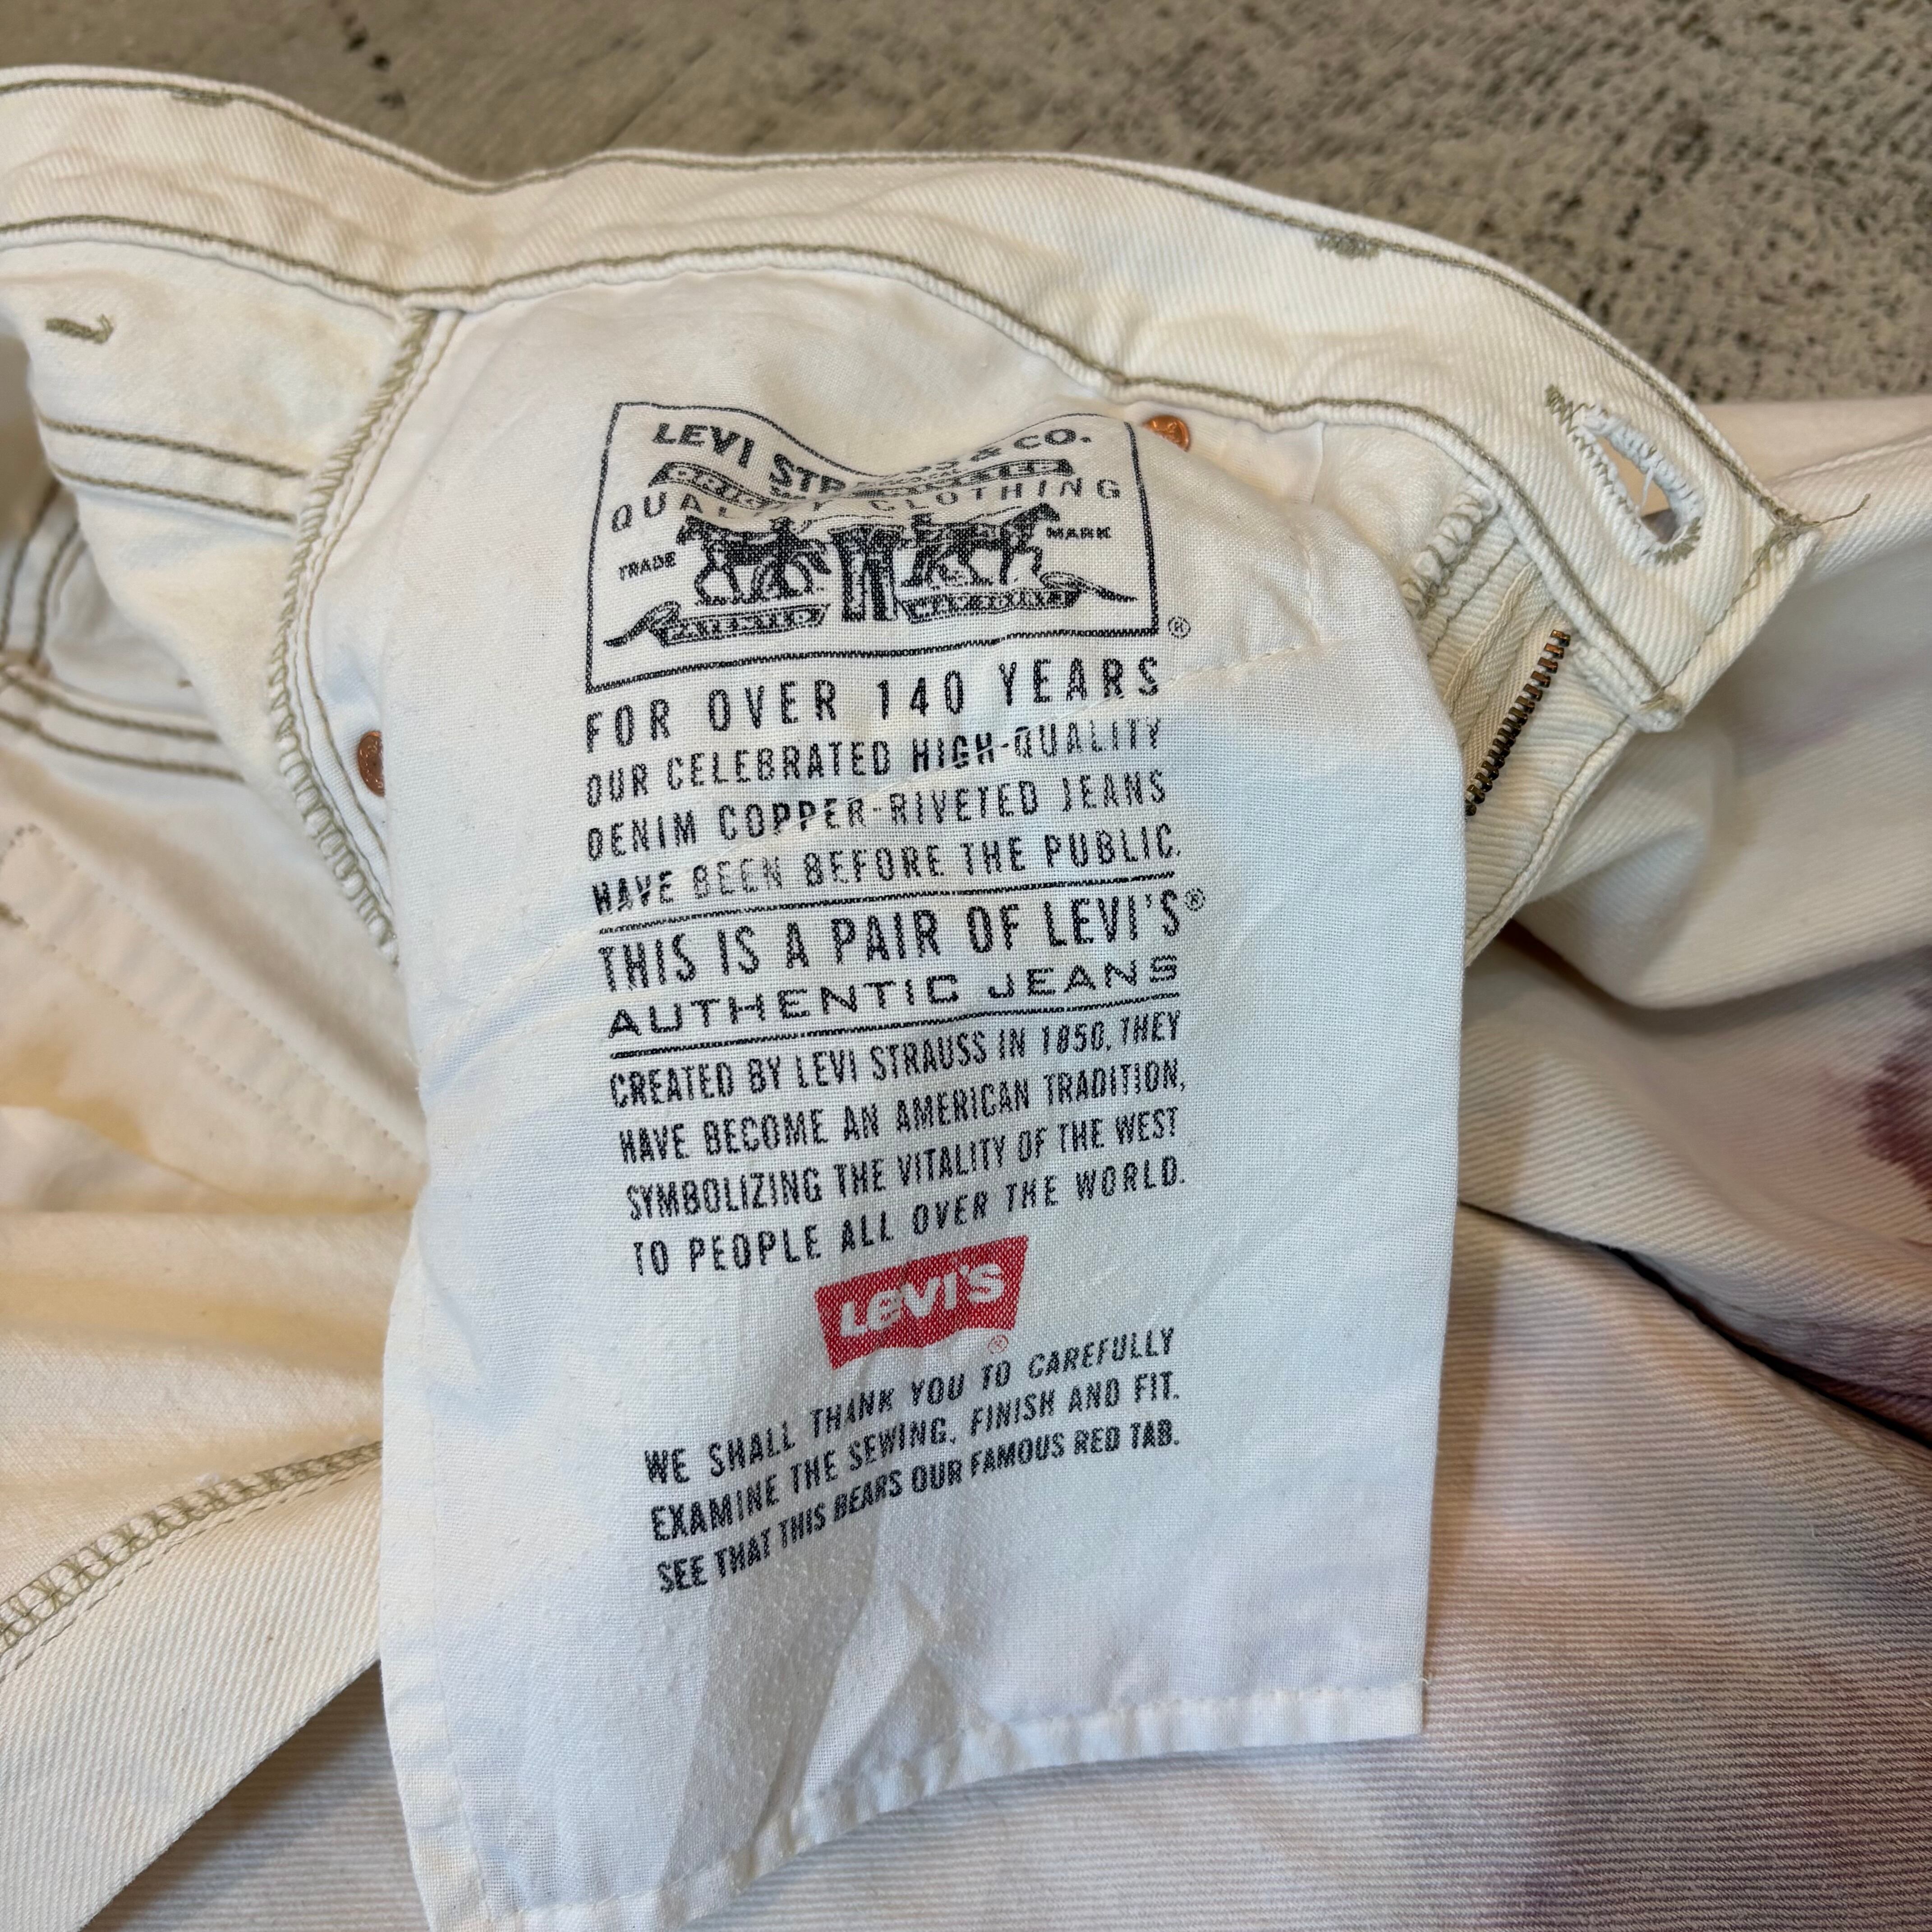 LEVI STRAUSS & CO.
QUALITY CLOTHING
TRADE MARK
®
FOR OVER 140 YEARS
OUR CELEBRATED HIGH-QUALITY
DENIM COPPER-RIVETED JEANS
HAVE BEEN BEFORE THE PUBLIC.
THIS IS A PAIR OF LEVI'S®
AUTHENTIC JEANS
CREATED BY LEVI STRAUSS IN 1850, THEY
HAVE BECOME AN AMERICAN TRADITION,
SYMBOLIZING THE VITALITY OF THE WEST
TO PEOPLE ALL OVER THE WORLD.
LeVI'S
®
WE SHALL THANK YOU TO CAREFULLY
EXAMINE THE SEWING, FINISH AND FIT.
SEE THAT THIS BEARS OUR FAMOUS RED TAB.